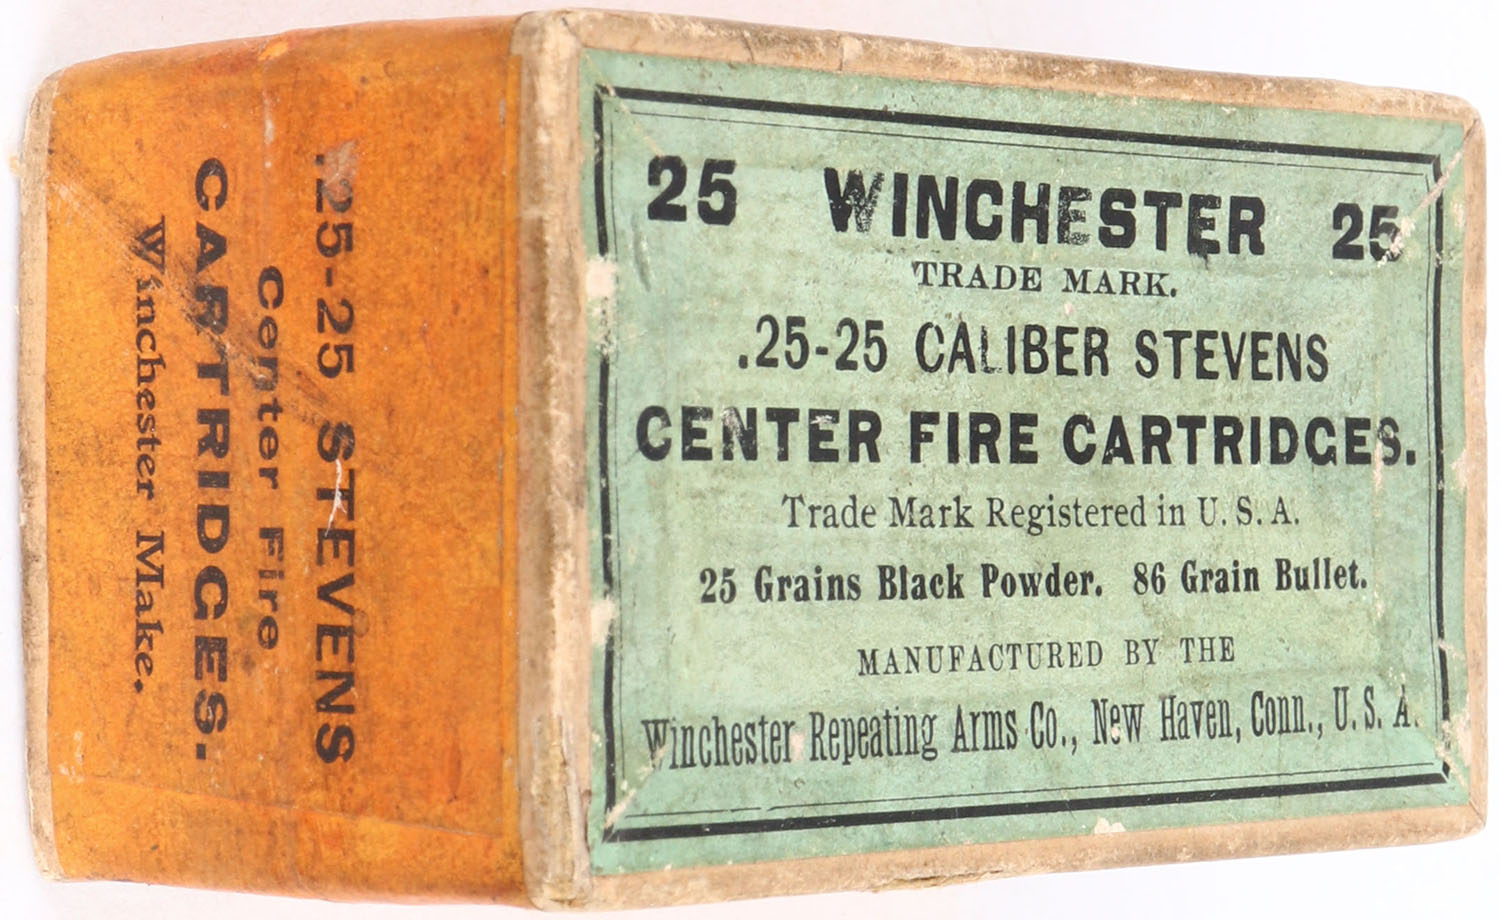 25 WINCHESTER 25
TRADE MARK.
.25-25 CALIBER STEVENS
CENTER FIRE CARTRIDGES.
Trade Mark Registered in U. S. A.
25 Grains Black Powder. 86 Grain Bullet.
MANUFACTURED BY THE
Winchester Repeating Arms Co., New Haven, Conn., U. S. A.
.25-25 STEVENS
Center Fire
CARTRIDGES.
Winchester Make.